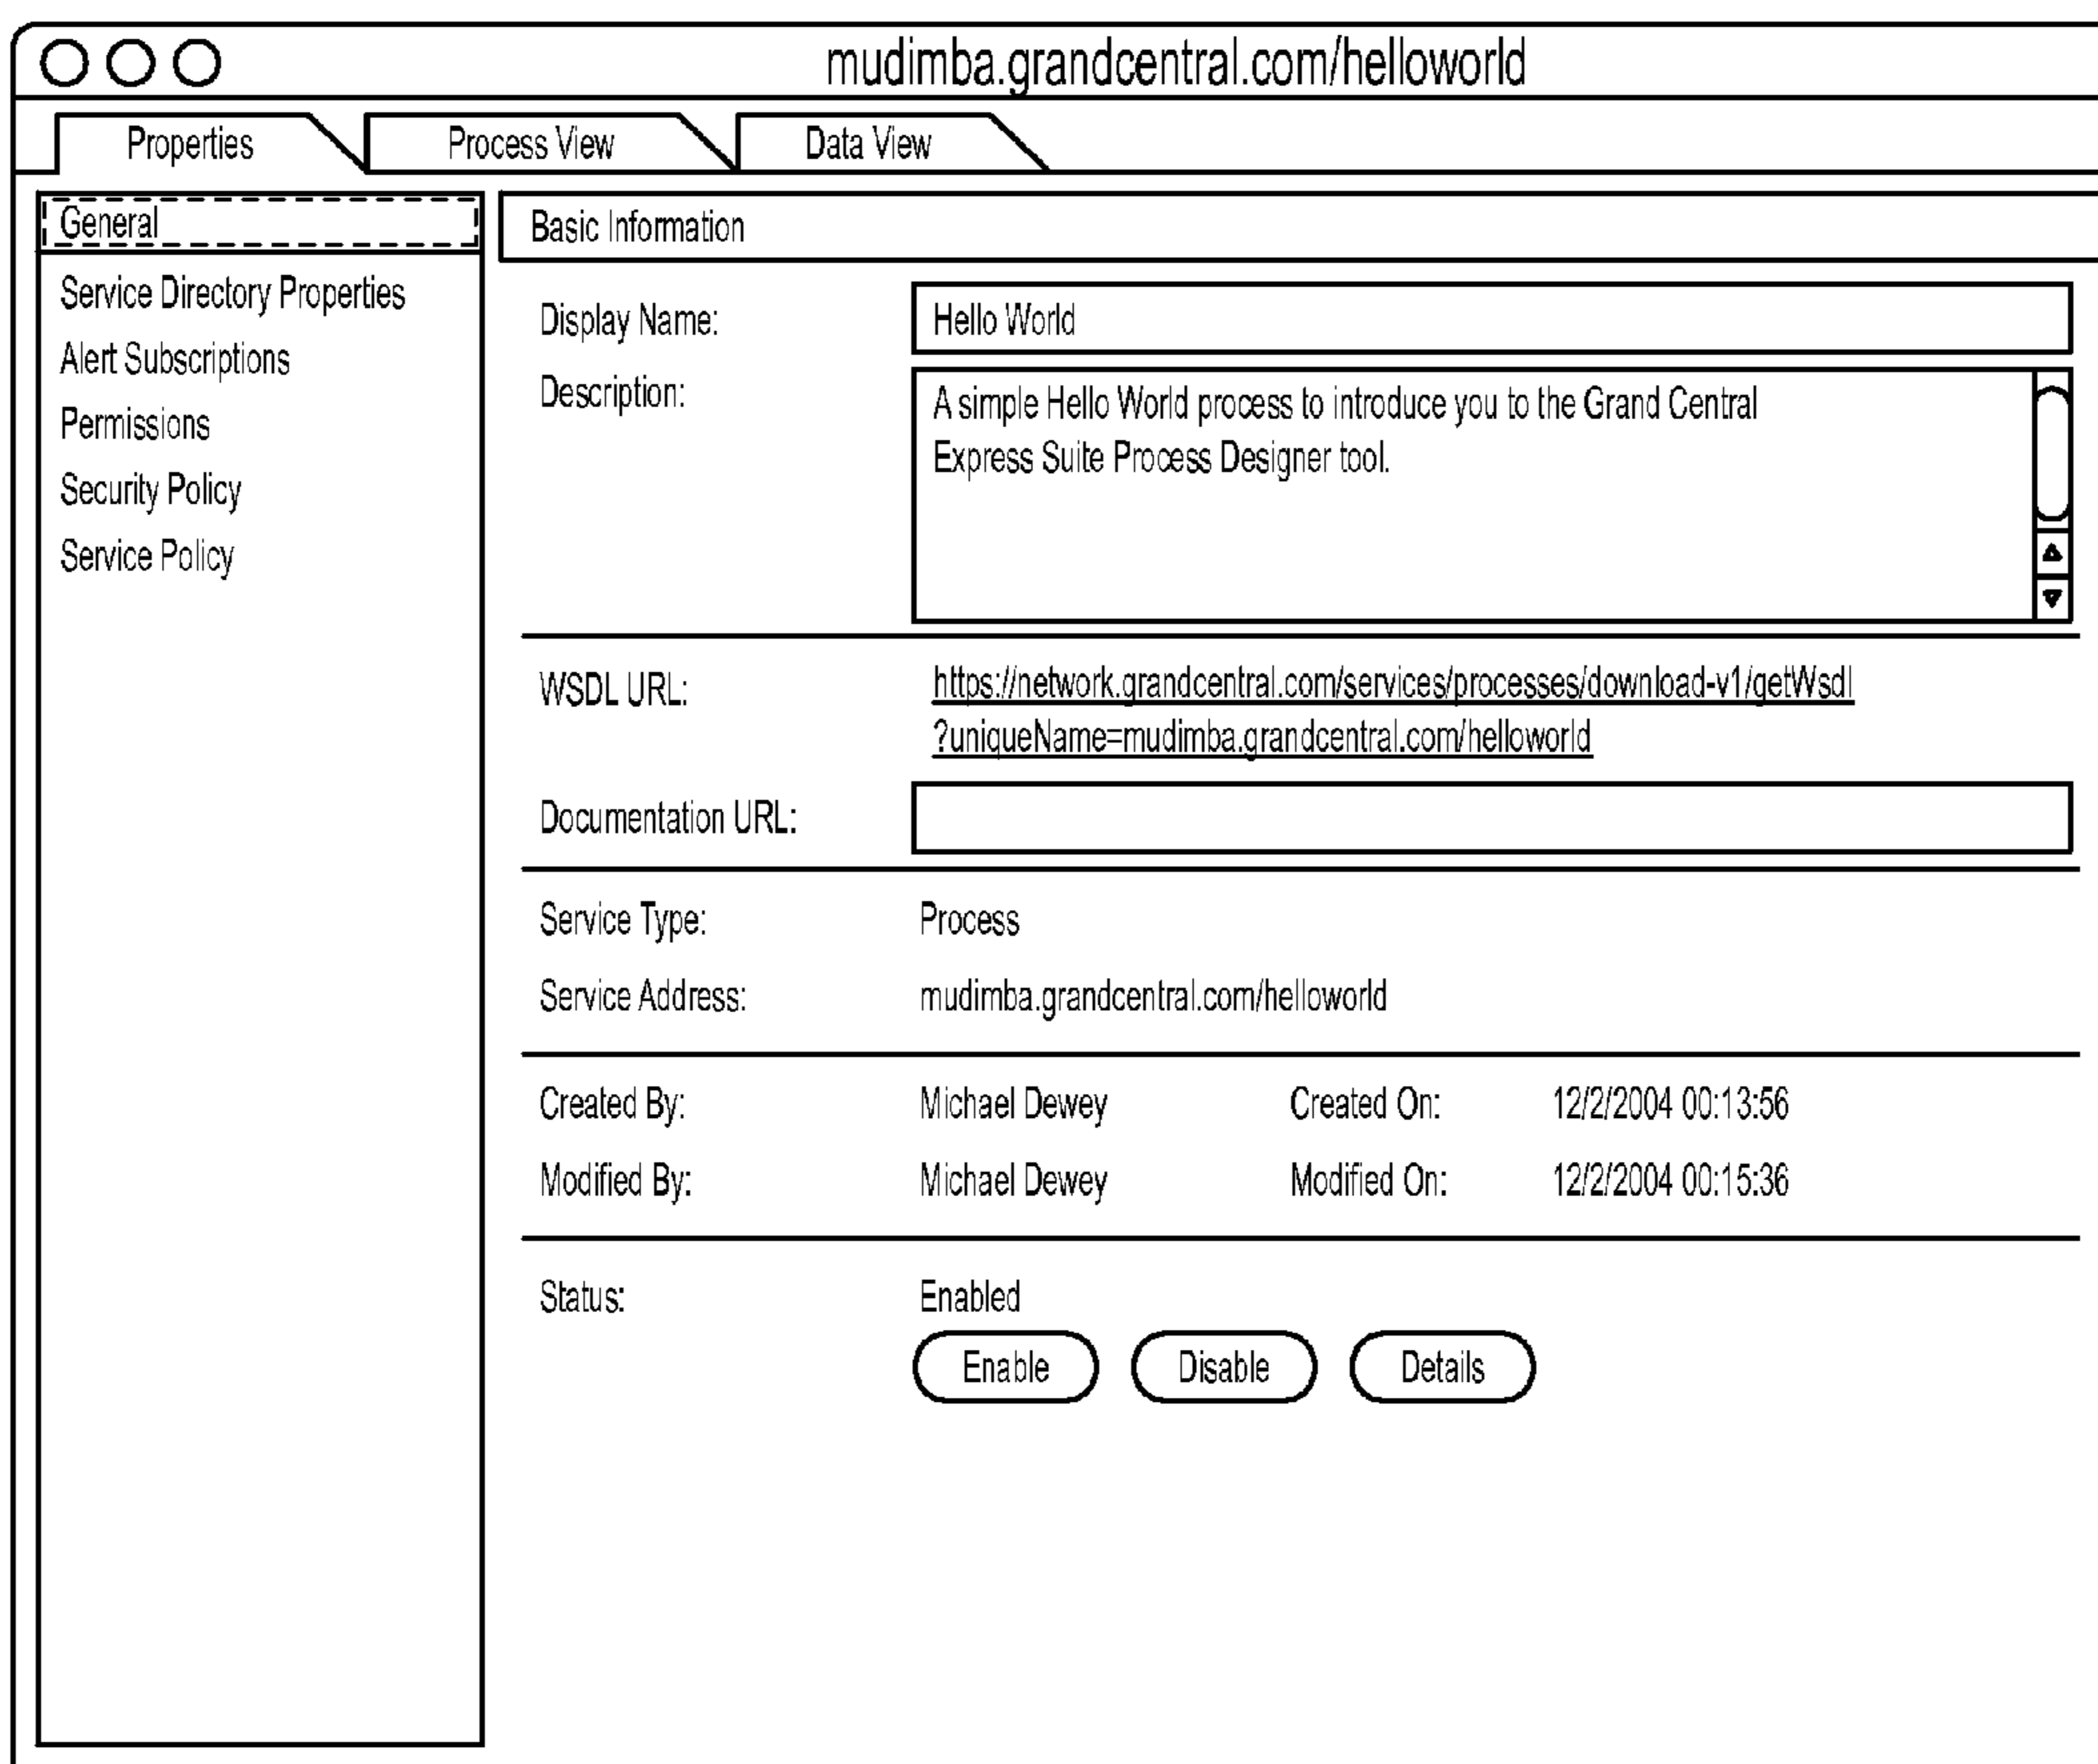 mudimba.grandcentral.com/helloworld
Properties
Process View
Data View
General
Service Directory Properties
Alert Subscriptions
Permissions
Security Policy
Service Policy
Basic Information
Display Name:
Hello World
Description:
A simple Hello World process to introduce you to the Grand Central
Express Suite Process Designer tool.
WSDL URL:
https://network.grandcentral.com/services/processes/download-v1/getWsdl
?uniqueName=mudimba.grandcentral.com/helloworld
Documentation URL:
Service Type:
Process
Service Address:
mudimba.grandcentral.com/helloworld
Created By:
Michael Dewey
Created On:
12/2/2004 00:13:56
Modified By:
Michael Dewey
Modified On:
12/2/2004 00:15:36
Status:
Enabled
Enable
Disable
Details